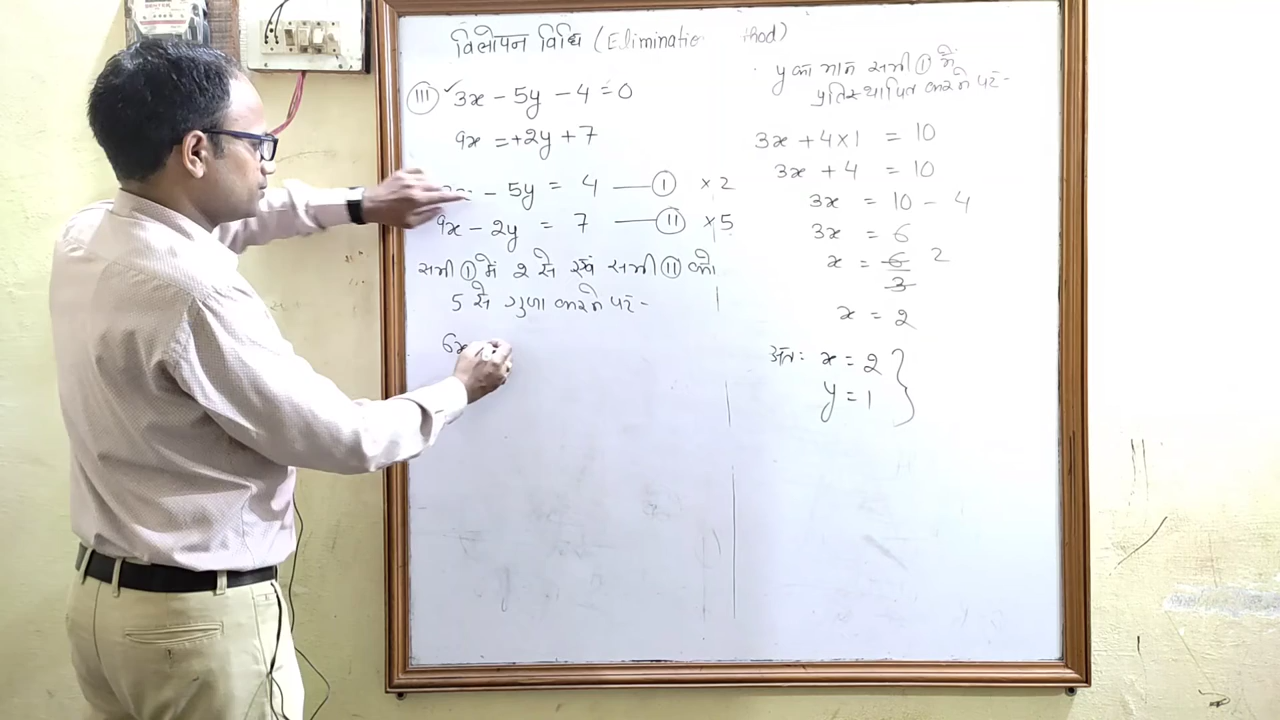 विलोपन विधि (Elimination thod)
III ✓ 3x - 5y - 4 = 0
9x = +2y + 7
- 5y = 4 —— I × 2
9x - 2y = 7 —— II × 5
समी I में 2 से एवं समी II को
5 से गुणा करने पर -
6x
y का मान समी I में
प्रतिस्थापित करने पर -
3x + 4×1 = 10
3x + 4 = 10
3x = 10 - 4
3x = 6
x = 6/3 2
x = 2
अतः x = 2
y = 1